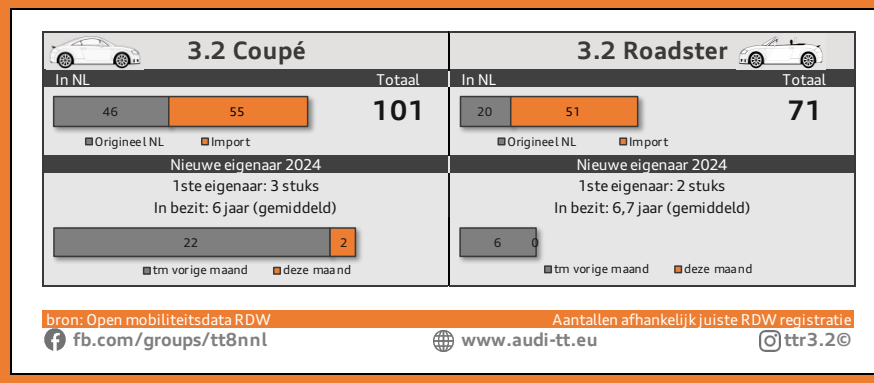 3.2 Coupé
In NL Totaal
46 55 101
Origineel NL Import
Nieuwe eigenaar 2024
1ste eigenaar: 3 stuks
In bezit: 6 jaar (gemiddeld)
22 2
tm vorige maand deze maand
3.2 Roadster
In NL Totaal
20 51 71
Origineel NL Import
Nieuwe eigenaar 2024
1ste eigenaar: 2 stuks
In bezit: 6,7 jaar (gemiddeld)
6 0
tm vorige maand deze maand
bron: Open mobiliteitsdata RDW Aantallen afhankelijk juiste RDW registratie
fb.com/groups/tt8nnl www.audi-tt.eu ttr3.2©